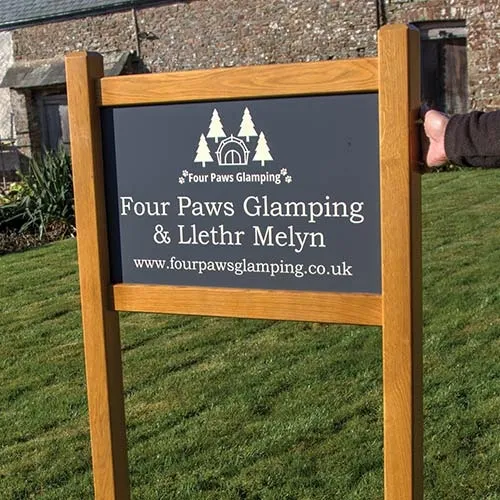 Four Paws Glamping
Four Paws Glamping
& Llethr Melyn
www.fourpawsglamping.co.uk